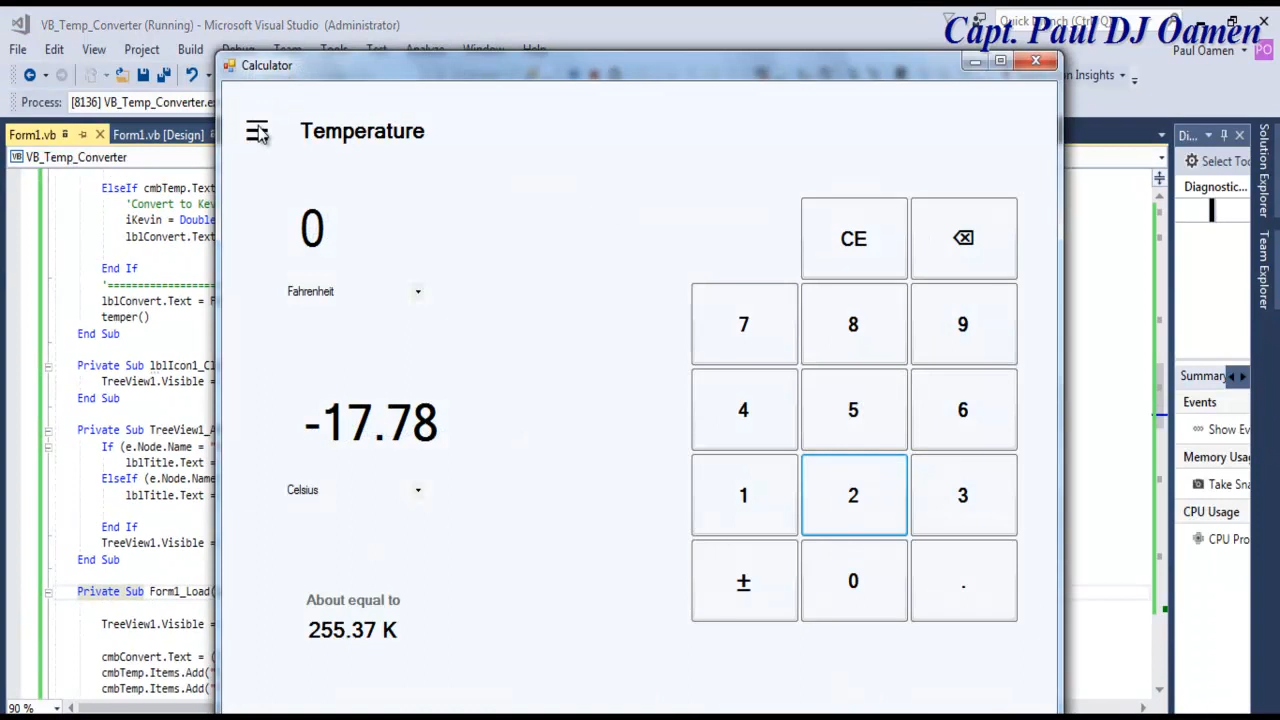 VB_Temp_Converter (Running) - Microsoft Visual Studio (Administrator)
Capt. Paul DJ Oamen
File Edit View Project Build
Paul Oamen PO
Process: [8136] VB_Temp_Converter.ex
Insights
Form1.vb Form1.vb [Design]
VB_Temp_Converter
ElseIf cmbTemp.Text
'Convert to Kev
iKevin = Double
lblConvert.Text
End If
'==============
lblConvert.Text = F
temper()
End Sub
Private Sub lblIcon1_Cl
TreeView1.Visible =
End Sub
Private Sub TreeView1_A
If (e.Node.Name = "
lblTitle.Text =
ElseIf (e.Node.Name
lblTitle.Text =
End If
TreeView1.Visible =
End Sub
Private Sub Form1_Load(
TreeView1.Visible =
cmbConvert.Text = (
cmbTemp.Items.Add("
cmbTemp.Items.Add("
90 %
Calculator
Temperature
0
Fahrenheit
-17.78
Celsius
About equal to
255.37 K
CE
7 8 9
4 5 6
1 2 3
± 0 .
Di...
Select Too
Diagnostic...
Summary
Events
Show Ev
Memory Usag
Take Sna
CPU Usage
CPU Pro
Solution Explorer
Team Explorer